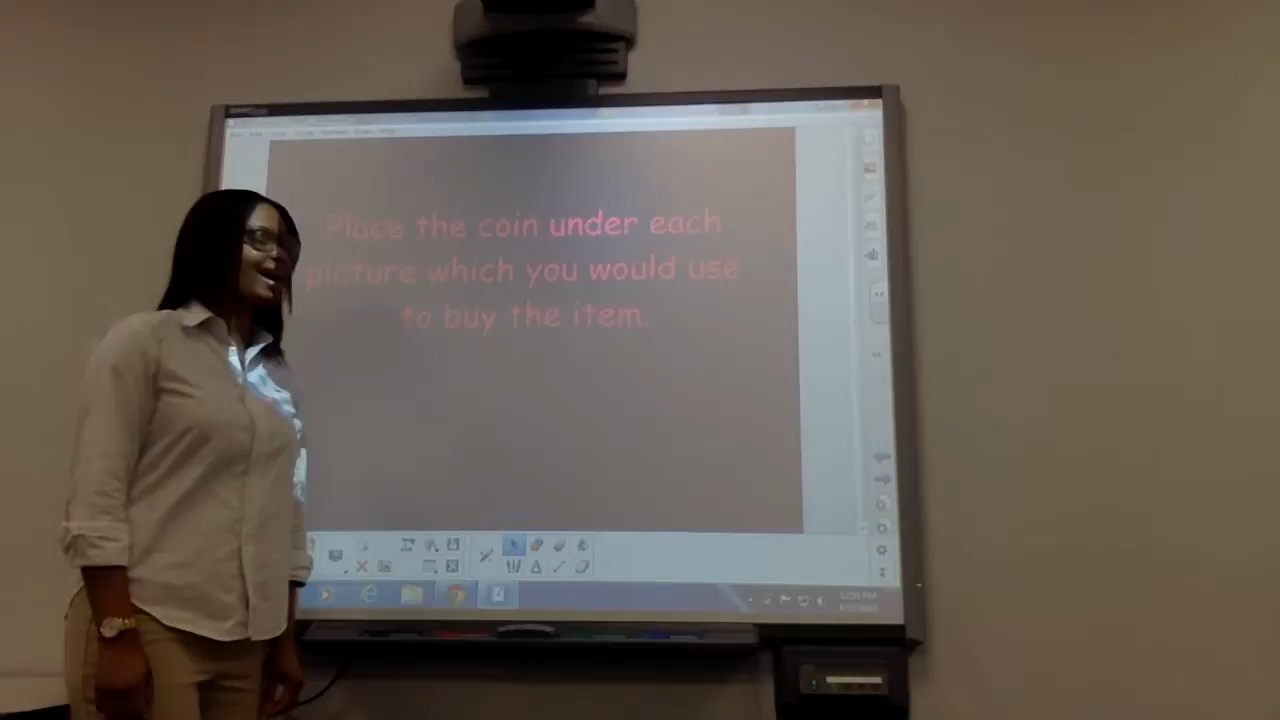 Place the coin under each
picture which you would use
to buy the item.